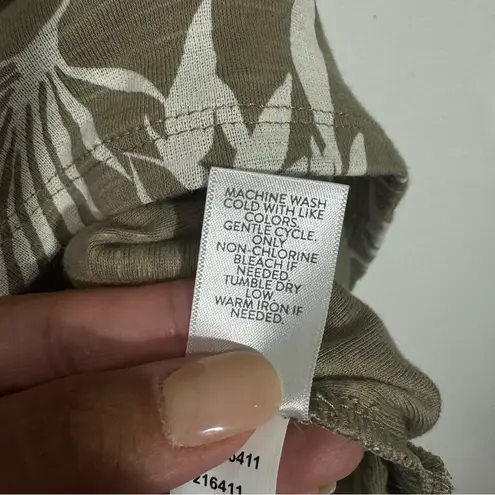 MACHINE WASH
COLD WITH LIKE
COLORS.
GENTLE CYCLE.
ONLY
NON-CHLORINE
BLEACH IF
NEEDED.
TUMBLE DRY
LOW.
WARM IRON IF
NEEDED.
6411
216411